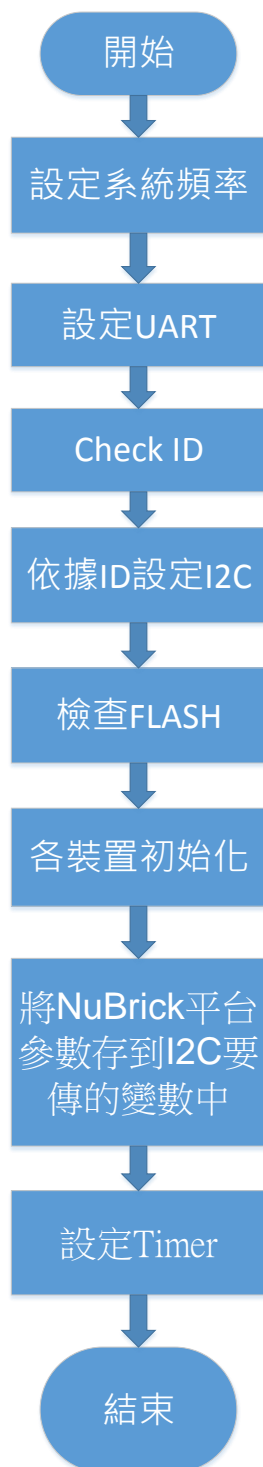 開始
設定系統頻率
設定UART
Check ID
依據ID設定I2C
檢查FLASH
各裝置初始化
將NuBrick平台
參數存到I2C要
傳的變數中
設定Timer
結束